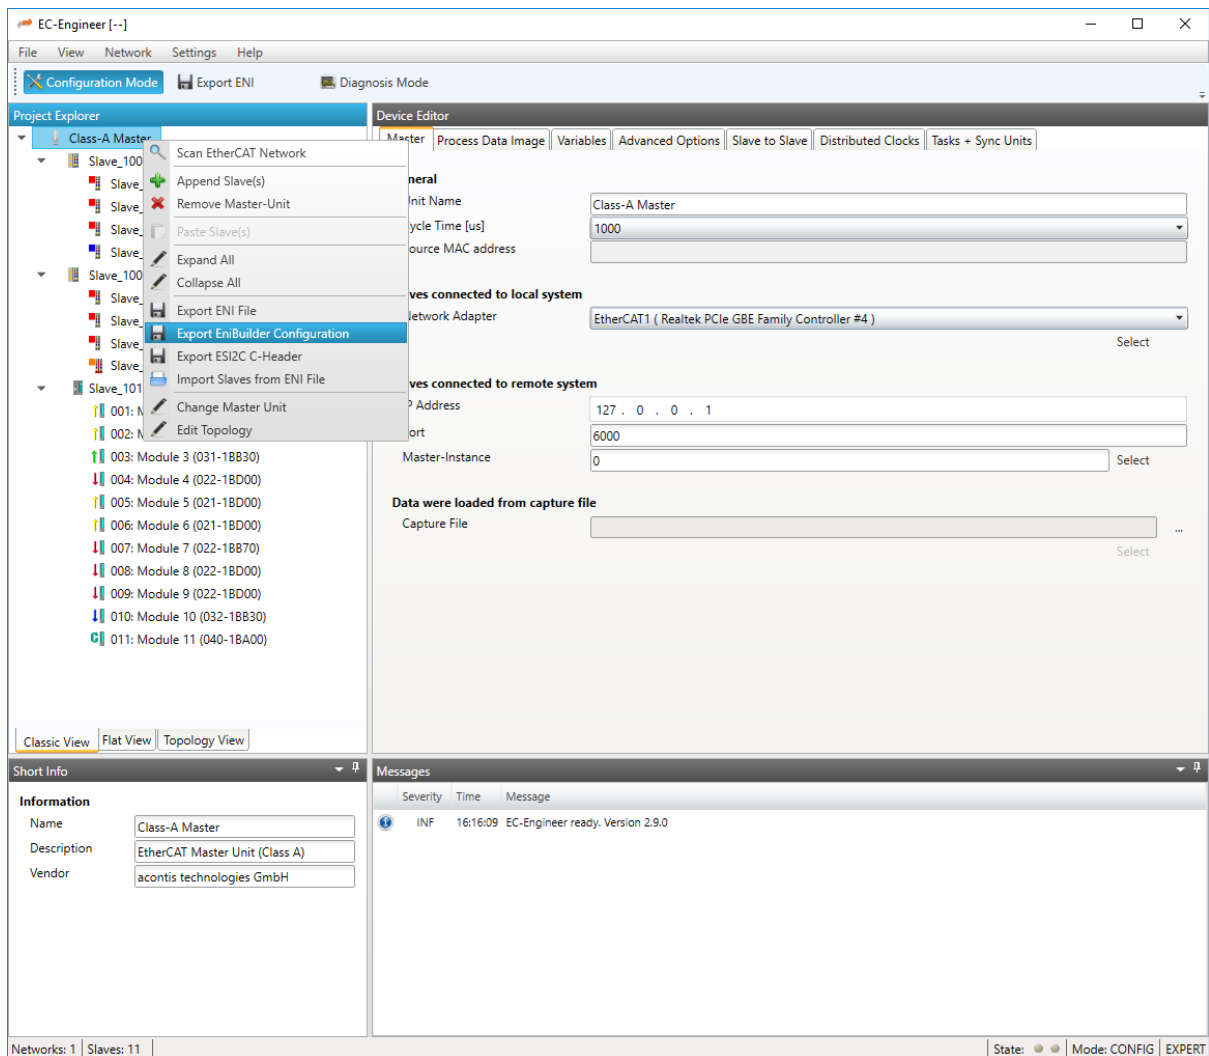 EC-Engineer [--]
File View Network Settings Help
Configuration Mode Export ENI Diagnosis Mode
Project Explorer
Class-A Master
Slave_100
Slave_
Slave_
Slave_
Slave_
Slave_100
Slave_
Slave_
Slave_
Slave_
Slave_101
001: M
002: M
003: Module 3 (031-1BB30)
004: Module 4 (022-1BD00)
005: Module 5 (021-1BD00)
006: Module 6 (021-1BD00)
007: Module 7 (022-1BB70)
008: Module 8 (022-1BD00)
009: Module 9 (022-1BD00)
010: Module 10 (032-1BB30)
011: Module 11 (040-1BA00)
Classic View Flat View Topology View
Scan EtherCAT Network
Append Slave(s)
Remove Master-Unit
Paste Slave(s)
Expand All
Collapse All
Export ENI File
Export EniBuilder Configuration
Export ESI2C C-Header
Import Slaves from ENI File
Change Master Unit
Edit Topology
Device Editor
Master Process Data Image Variables Advanced Options Slave to Slave Distributed Clocks Tasks + Sync Units
neral
Unit Name Class-A Master
ycle Time [us] 1000
ource MAC address
ves connected to local system
Network Adapter EtherCAT1 ( Realtek PCIe GBE Family Controller #4 )
Select
ves connected to remote system
P Address 127 . 0 . 0 . 1
ort 6000
Master-Instance 0 Select
Data were loaded from capture file
Capture File ...
Select
Short Info
Information
Name Class-A Master
Description EtherCAT Master Unit (Class A)
Vendor acontis technologies GmbH
Messages
Severity Time Message
INF 16:16:09 EC-Engineer ready. Version 2.9.0
Networks: 1 Slaves: 11 State: Mode: CONFIG EXPERT